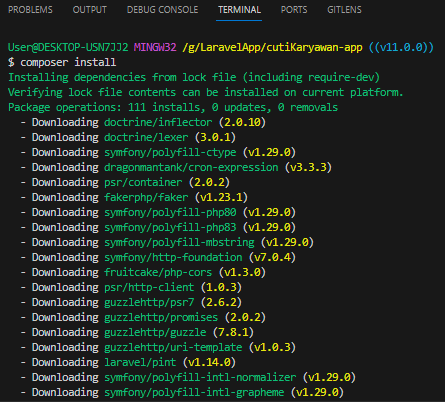 PROBLEMS OUTPUT DEBUG CONSOLE TERMINAL PORTS GITLENS
User@DESKTOP-USN7JJ2 MINGW32 /g/LaravelApp/cutiKaryawan-app ((v11.0.0))
$ composer install
Installing dependencies from lock file (including require-dev)
Verifying lock file contents can be installed on current platform.
Package operations: 111 installs, 0 updates, 0 removals
- Downloading doctrine/inflector (2.0.10)
- Downloading doctrine/lexer (3.0.1)
- Downloading symfony/polyfill-ctype (v1.29.0)
- Downloading dragonmantank/cron-expression (v3.3.3)
- Downloading psr/container (2.0.2)
- Downloading fakerphp/faker (v1.23.1)
- Downloading symfony/polyfill-php80 (v1.29.0)
- Downloading symfony/polyfill-php83 (v1.29.0)
- Downloading symfony/polyfill-mbstring (v1.29.0)
- Downloading symfony/http-foundation (v7.0.4)
- Downloading fruitcake/php-cors (v1.3.0)
- Downloading psr/http-client (1.0.3)
- Downloading guzzlehttp/psr7 (2.6.2)
- Downloading guzzlehttp/promises (2.0.2)
- Downloading guzzlehttp/guzzle (7.8.1)
- Downloading guzzlehttp/uri-template (v1.0.3)
- Downloading laravel/pint (v1.14.0)
- Downloading symfony/polyfill-intl-normalizer (v1.29.0)
- Downloading symfony/polyfill-intl-grapheme (v1.29.0)